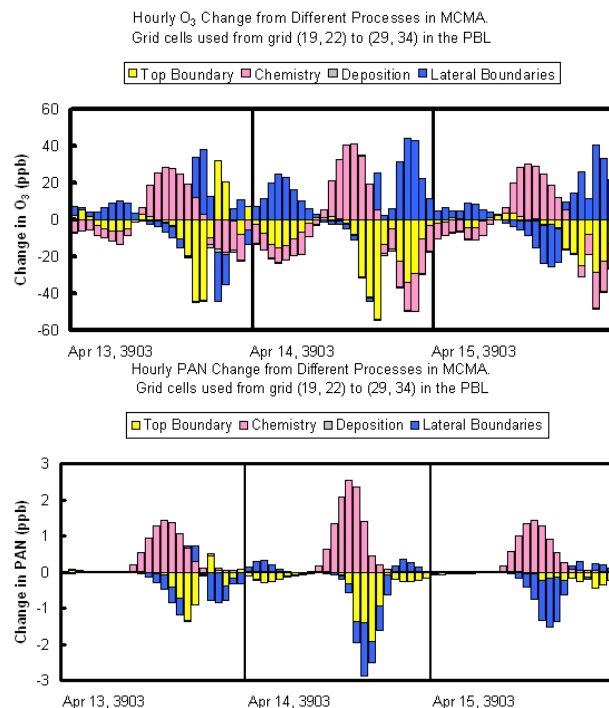 Hourly O3 Change from Different Processes in MCMA.
Grid cells used from grid (19, 22) to (29, 34) in the PBL
Top Boundary Chemistry Deposition Lateral Boundaries
Change in O3 (ppb)
60
40
20
0
-20
-40
-60
Apr 13, 3903 Apr 14, 3903 Apr 15, 3903
Hourly PAN Change from Different Processes in MCMA.
Grid cells used from grid (19, 22) to (29, 34) in the PBL
Top Boundary Chemistry Deposition Lateral Boundaries
Change in PAN (ppb)
3
2
1
0
-1
-2
-3
Apr 13, 3903 Apr 14, 3903 Apr 15, 3903